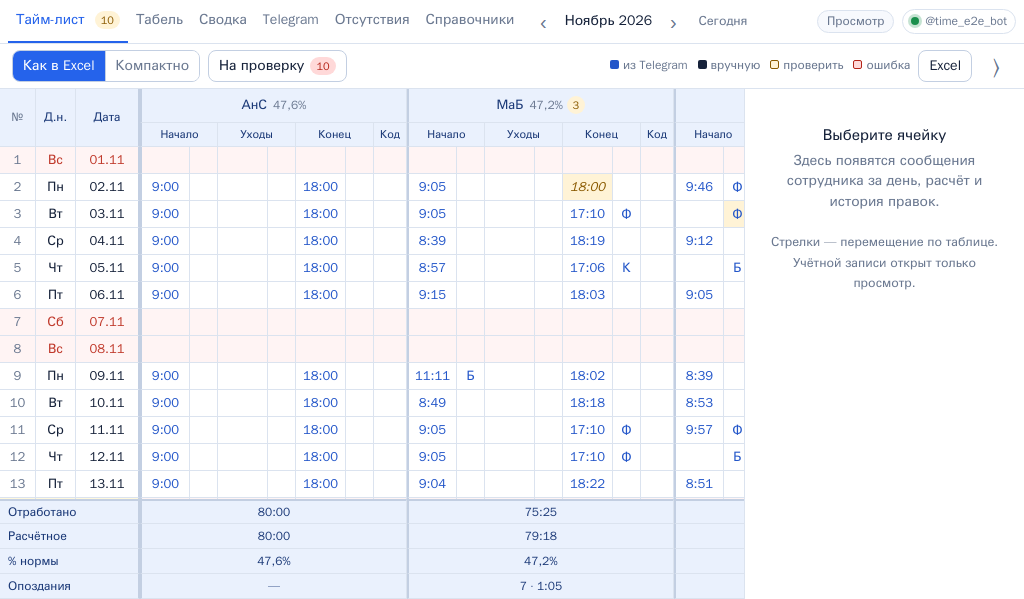 Тайм-лист 10 Табель Сводка Telegram Отсутствия Справочники ‹ Ноябрь 2026 › Сегодня Просмотр @time_e2e_bot
Как в Excel Компактно На проверку 10 из Telegram вручную проверить ошибка Excel ⟩
№ Д.н. Дата АнС 47,6% МаБ 47,2% 3
Начало Уходы Конец Код Начало Уходы Конец Код Начало
1 Вс 01.11
2 Пн 02.11 9:00 18:00 9:05 18:00 9:46 Ф
3 Вт 03.11 9:00 18:00 9:05 17:10 Ф Ф
4 Ср 04.11 9:00 18:00 8:39 18:19 9:12
5 Чт 05.11 9:00 18:00 8:57 17:06 К Б
6 Пт 06.11 9:00 18:00 9:15 18:03 9:05
7 Сб 07.11
8 Вс 08.11
9 Пн 09.11 9:00 18:00 11:11 Б 18:02 8:39
10 Вт 10.11 9:00 18:00 8:49 18:18 8:53
11 Ср 11.11 9:00 18:00 9:05 17:10 Ф 9:57 Ф
12 Чт 12.11 9:00 18:00 9:05 17:10 Ф Б
13 Пт 13.11 9:00 18:00 9:04 18:22 8:51
Отработано 80:00 75:25
Расчётное 80:00 79:18
% нормы 47,6% 47,2%
Опоздания — 7 · 1:05
Выберите ячейку
Здесь появятся сообщения
сотрудника за день, расчёт и
история правок.
Стрелки — перемещение по таблице.
Учётной записи открыт только
просмотр.